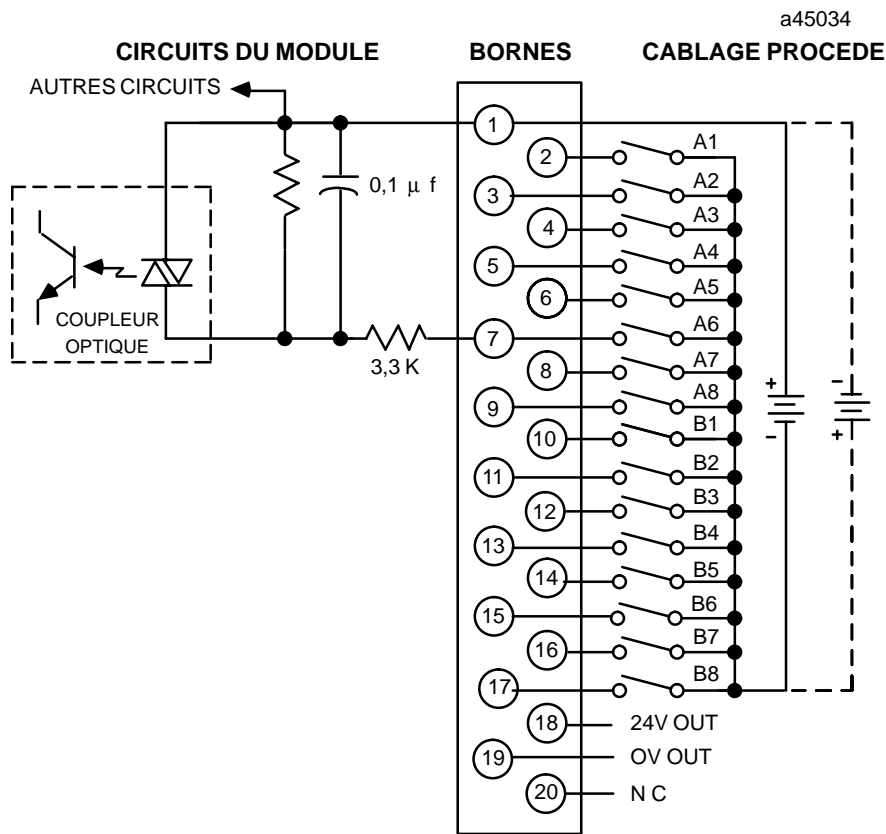 a45034
CIRCUITS DU MODULE BORNES CABLAGE PROCEDE
AUTRES CIRCUITS
1
2 A1
3 A2
0,1 µ f
4 A3
5 A4
6 A5
COUPLEUR
OPTIQUE
7 A6
3,3 K
8 A7
9 A8
+ -
10 B1
- +
11 B2
12 B3
13 B4
14 B5
15 B6
16 B7
17 B8
18 24V OUT
19 OV OUT
20 N C